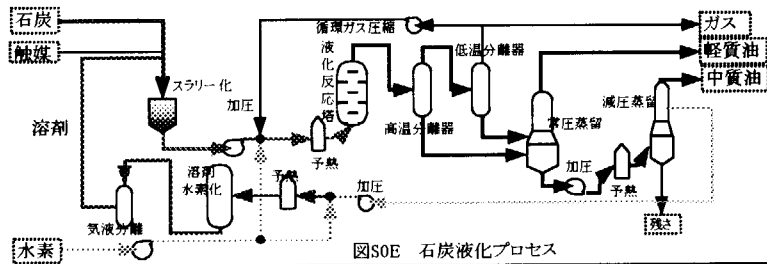 石炭
触媒
溶剤
スラリー化
加圧
循環ガス圧縮
液化反応塔
予熱
低温分離器
高温分離器
常圧蒸留
加圧
予熱
減圧蒸留
ガス
軽質油
中質油
残さ
溶剤水素化
予熱
加圧
気液分離
水素
図S0E 石炭液化プロセス